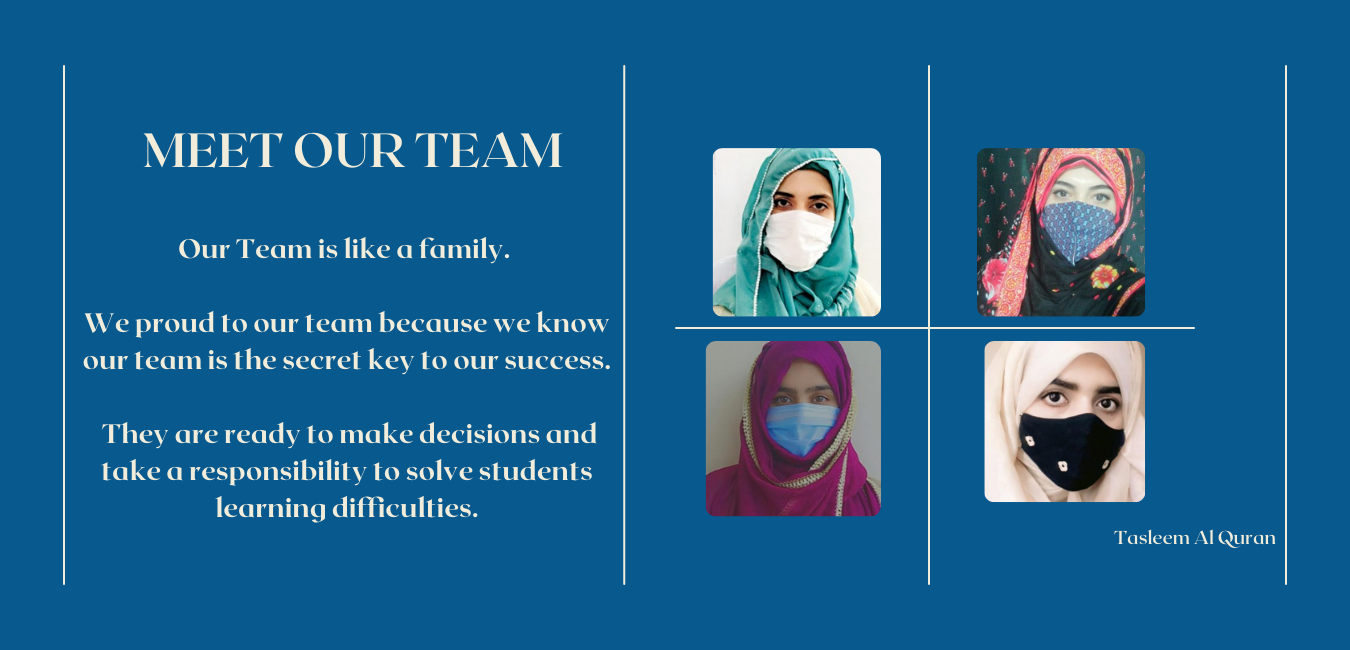 MEET OUR TEAM
Our Team is like a family.
We proud to our team because we know
our team is the secret key to our success.
They are ready to make decisions and
take a responsibility to solve students
learning difficulties.
Tasleem Al Quran